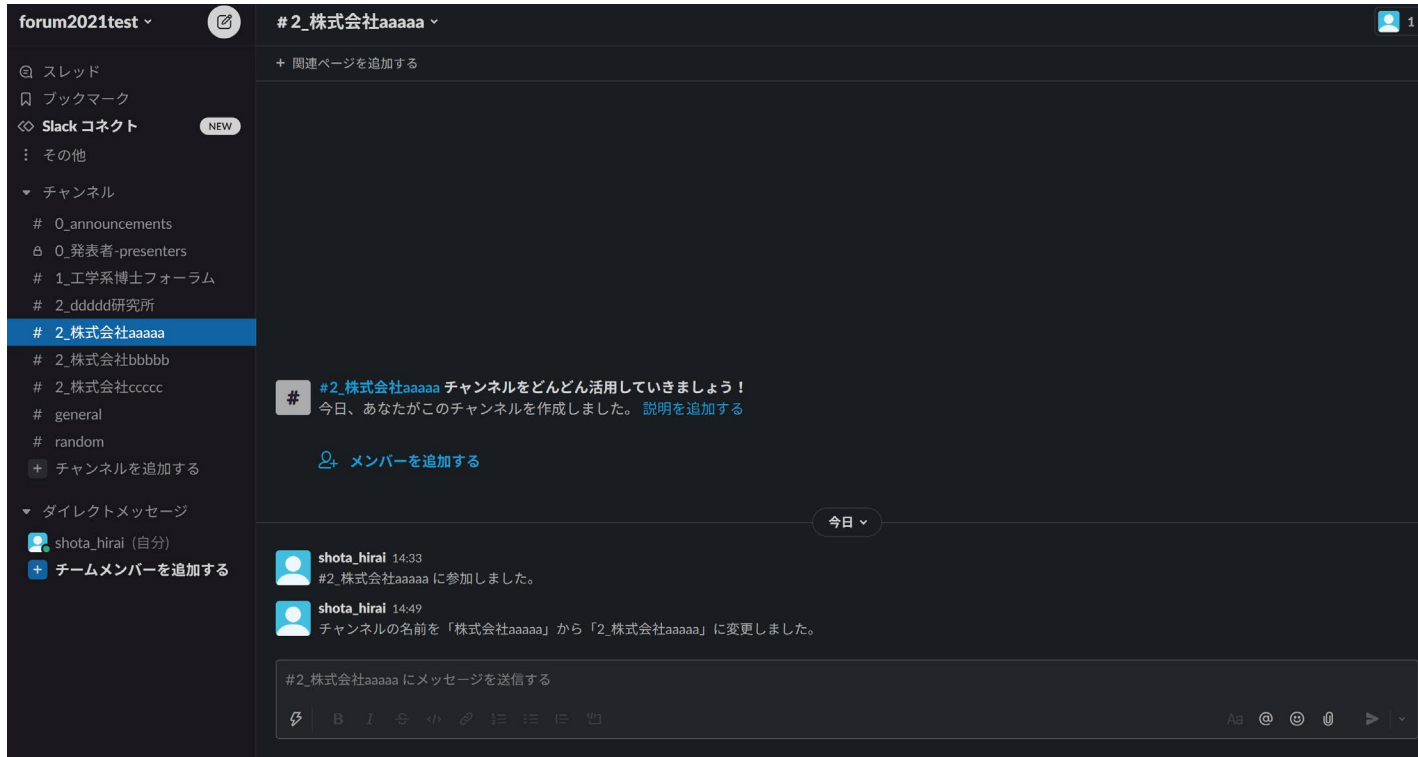 forum2021test
スレッド
ブックマーク
Slack コネクト NEW
その他
チャンネル
# 0_announcements
0_発表者-presenters
# 1_工学系博士フォーラム
# 2_ddddd研究所
# 2_株式会社aaaaa
# 2_株式会社bbbbb
# 2_株式会社ccccc
# general
# random
+ チャンネルを追加する
ダイレクトメッセージ
shota_hirai (自分)
+ チームメンバーを追加する
#2_株式会社aaaaa
1
+ 関連ページを追加する
# #2_株式会社aaaaa チャンネルをどんどん活用していきましょう！
今日、あなたがこのチャンネルを作成しました。 説明を追加する
メンバーを追加する
今日
shota_hirai 14:33
#2_株式会社aaaaa に参加しました。
shota_hirai 14:49
チャンネルの名前を「株式会社aaaaa」から「2_株式会社aaaaa」に変更しました。
#2_株式会社aaaaa にメッセージを送信する
B I S </> Aa @